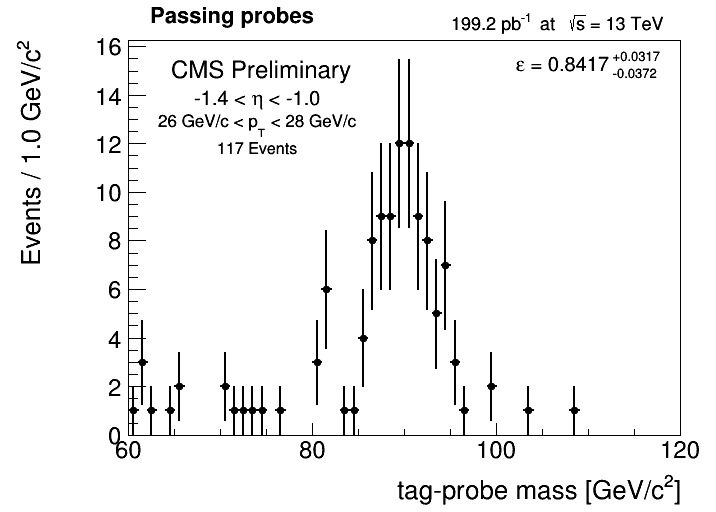 Passing probes
199.2 pb⁻¹ at √s = 13 TeV
CMS Preliminary
ε = 0.8417 +0.0317 -0.0372
-1.4 < η < -1.0
26 GeV/c < p_T < 28 GeV/c
117 Events
Events / 1.0 GeV/c²
16
14
12
10
8
6
4
2
0
60 80 100 120
tag-probe mass [GeV/c²]